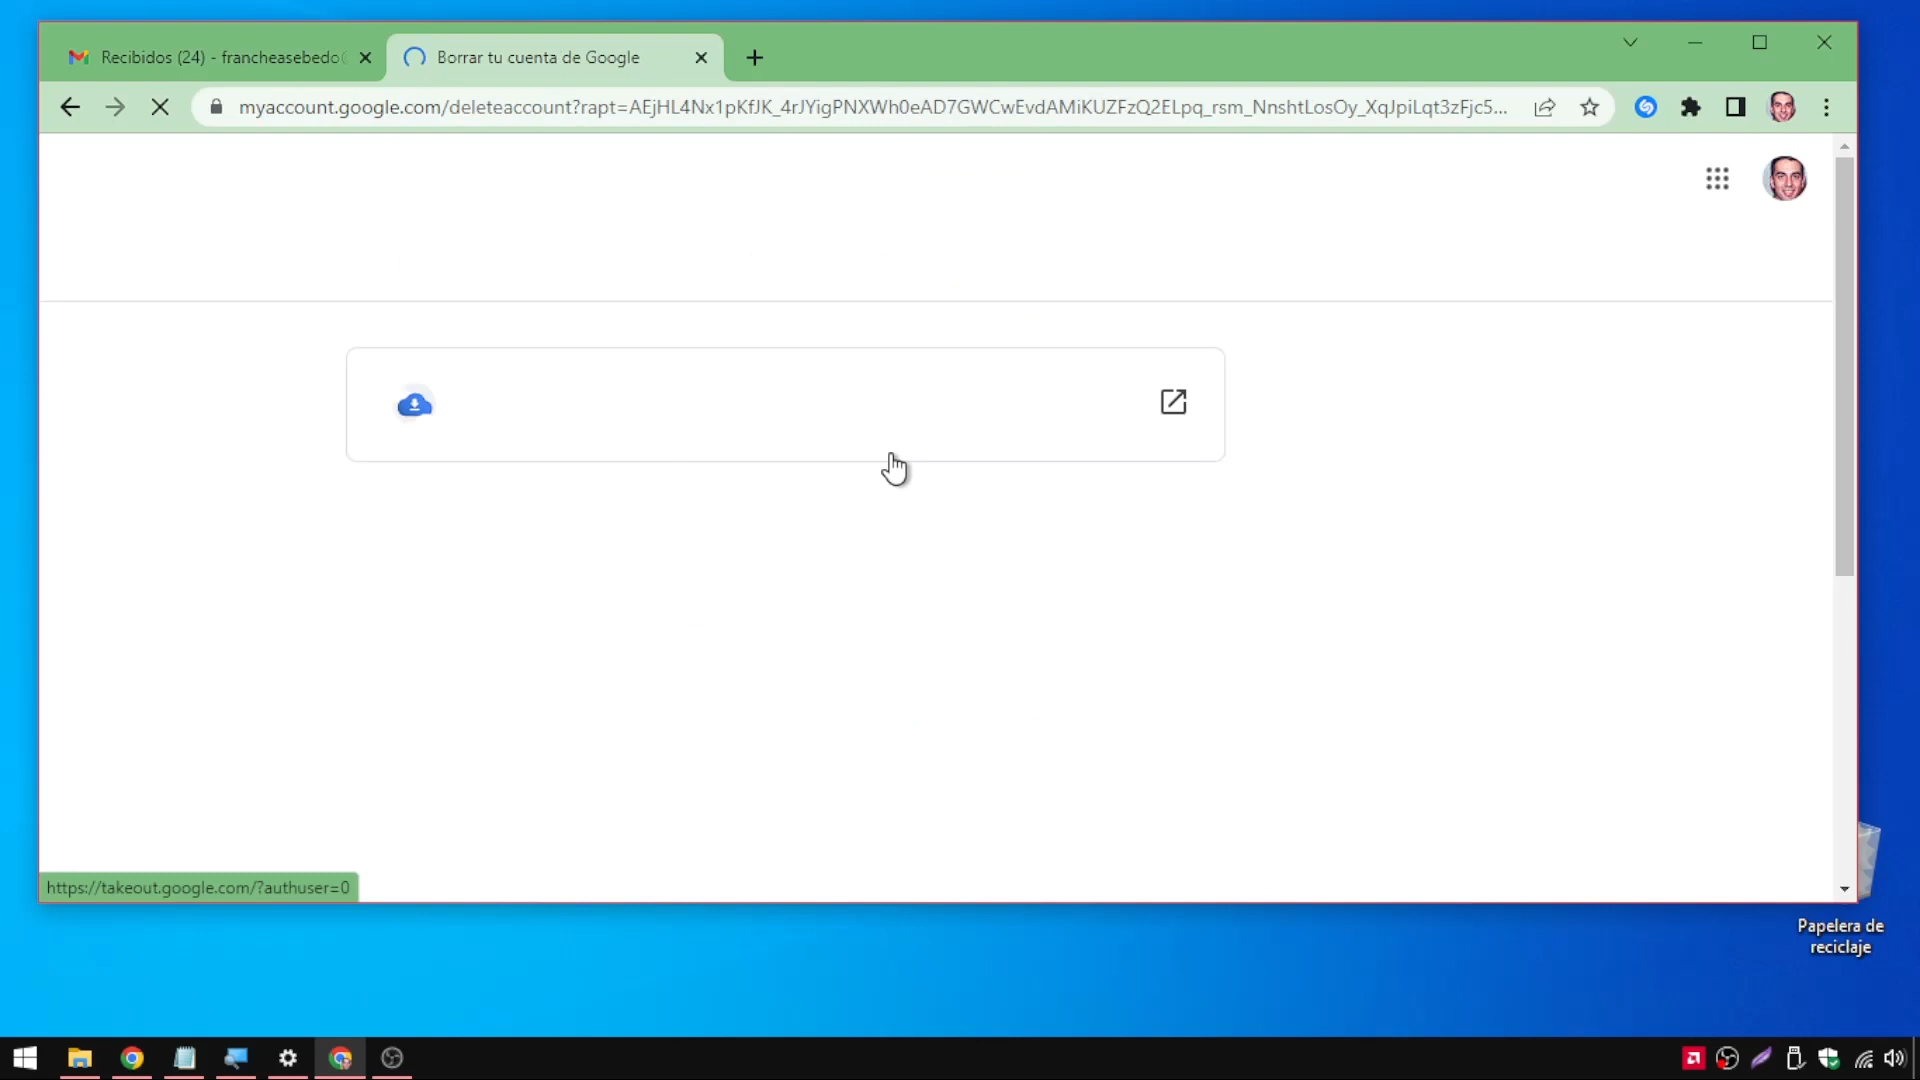 Recibidos (24) - francheasebedo
Borrar tu cuenta de Google
myaccount.google.com/deleteaccount?rapt=AEjHL4Nx1pKfJK_4rJYigPNXWh0eAD7GWCwEvdAMiKUZFzQ2ELpq_rsm_NnshtLosOy_XqJpiLqt3zFjc5...
https://takeout.google.com/?authuser=0
Papelera de
reciclaje